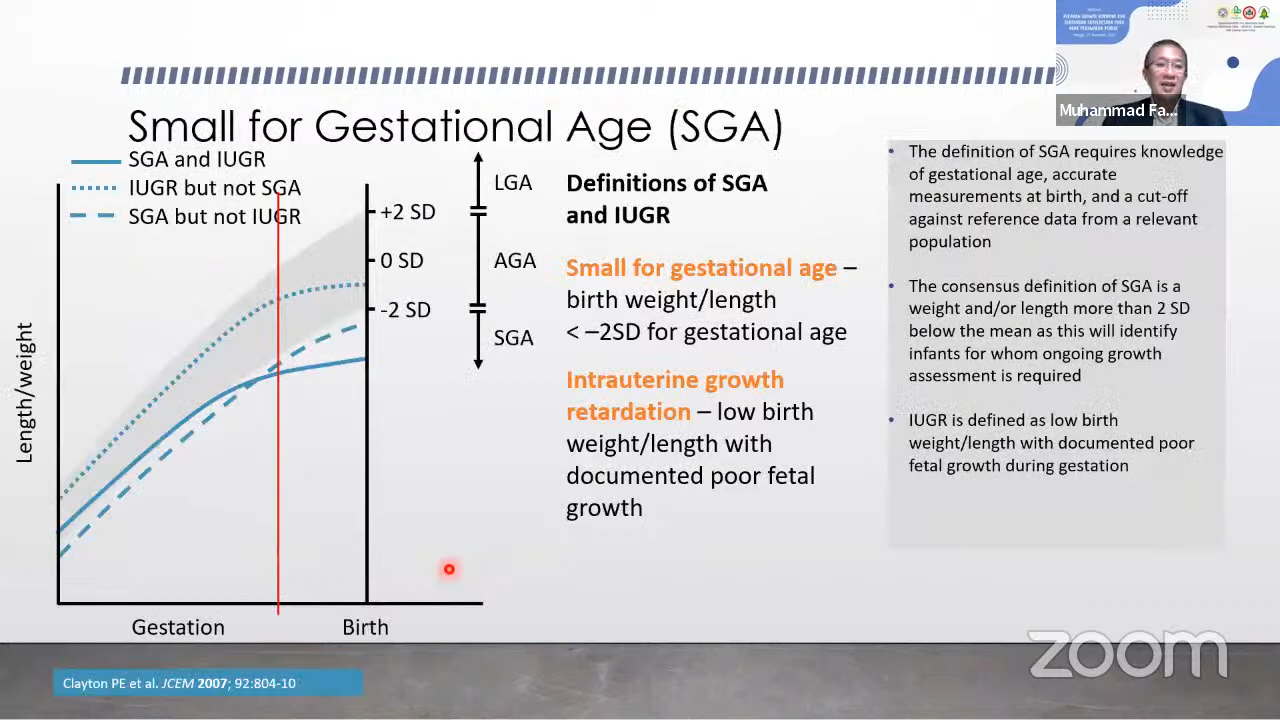 Small for Gestational Age (SGA)
SGA and IUGR
IUGR but not SGA
SGA but not IUGR
Length/weight
Gestation
Birth
+2 SD
0 SD
-2 SD
LGA
AGA
SGA
Definitions of SGA
and IUGR
Small for gestational age –
birth weight/length
< –2SD for gestational age
Intrauterine growth
retardation – low birth
weight/length with
documented poor fetal
growth
• The definition of SGA requires knowledge
of gestational age, accurate
measurements at birth, and a cut-off
against reference data from a relevant
population
• The consensus definition of SGA is a
weight and/or length more than 2 SD
below the mean as this will identify
infants for whom ongoing growth
assessment is required
• IUGR is defined as low birth
weight/length with documented poor
fetal growth during gestation
Clayton PE et al. JCEM 2007; 92:804-10
Muhammad Fa...
zoom